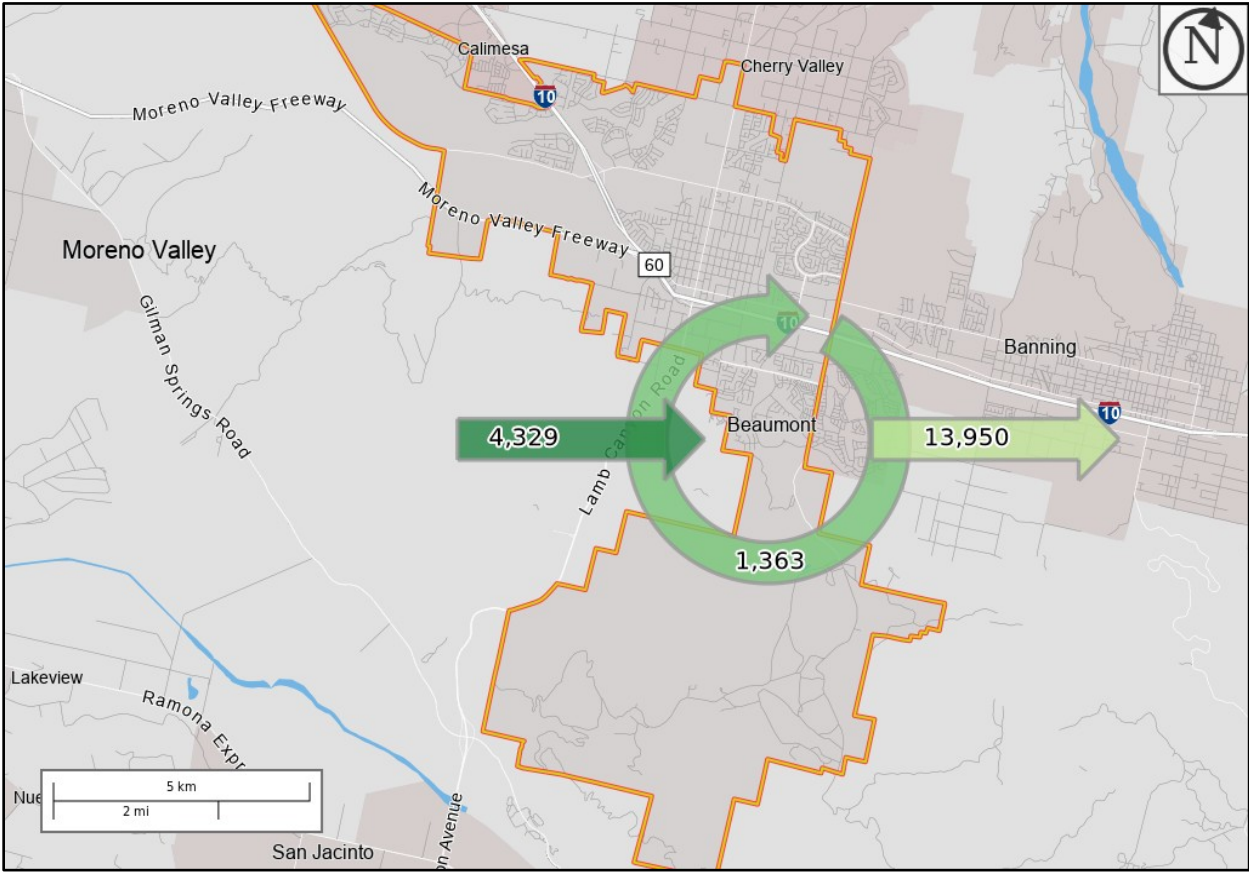 Calimesa
Cherry Valley
N
10
Moreno Valley Freeway
Moreno Valley Freeway
60
Moreno Valley
10
Gilman Springs Road
Banning
Lamb Canyon Road
10
4,329
Beaumont
13,950
1,363
Lakeview
Ramona Expr
5 km
2 mi
Nue
on Avenue
San Jacinto